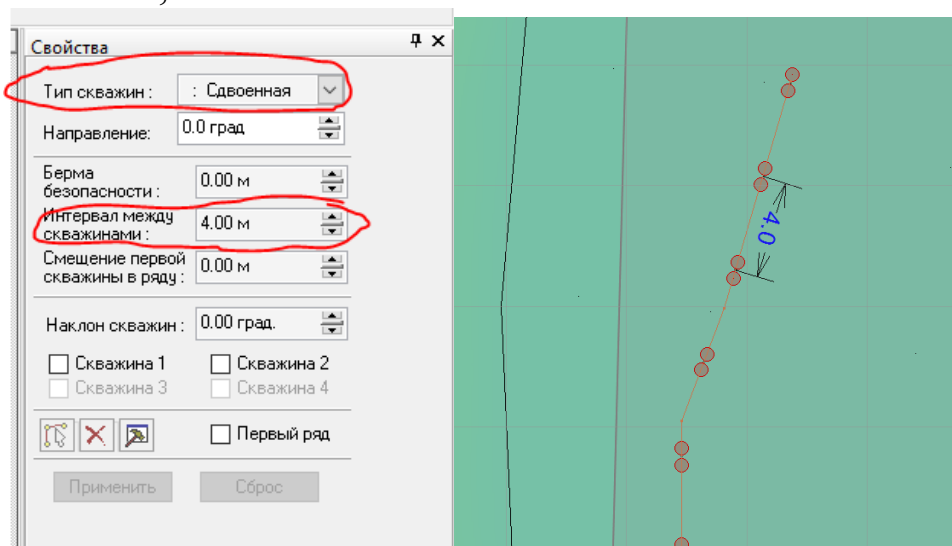 Свойства
Тип скважин : : Сдвоенная
Направление: 0.0 град
Берма
безопасности : 0.00 м
Интервал между
скважинами : 4.00 м
Смещение первой
скважины в ряду : 0.00 м
Наклон скважин : 0.00 град.
Скважина 1 Скважина 2
Скважина 3 Скважина 4
Первый ряд
Применить Сброс
4.0